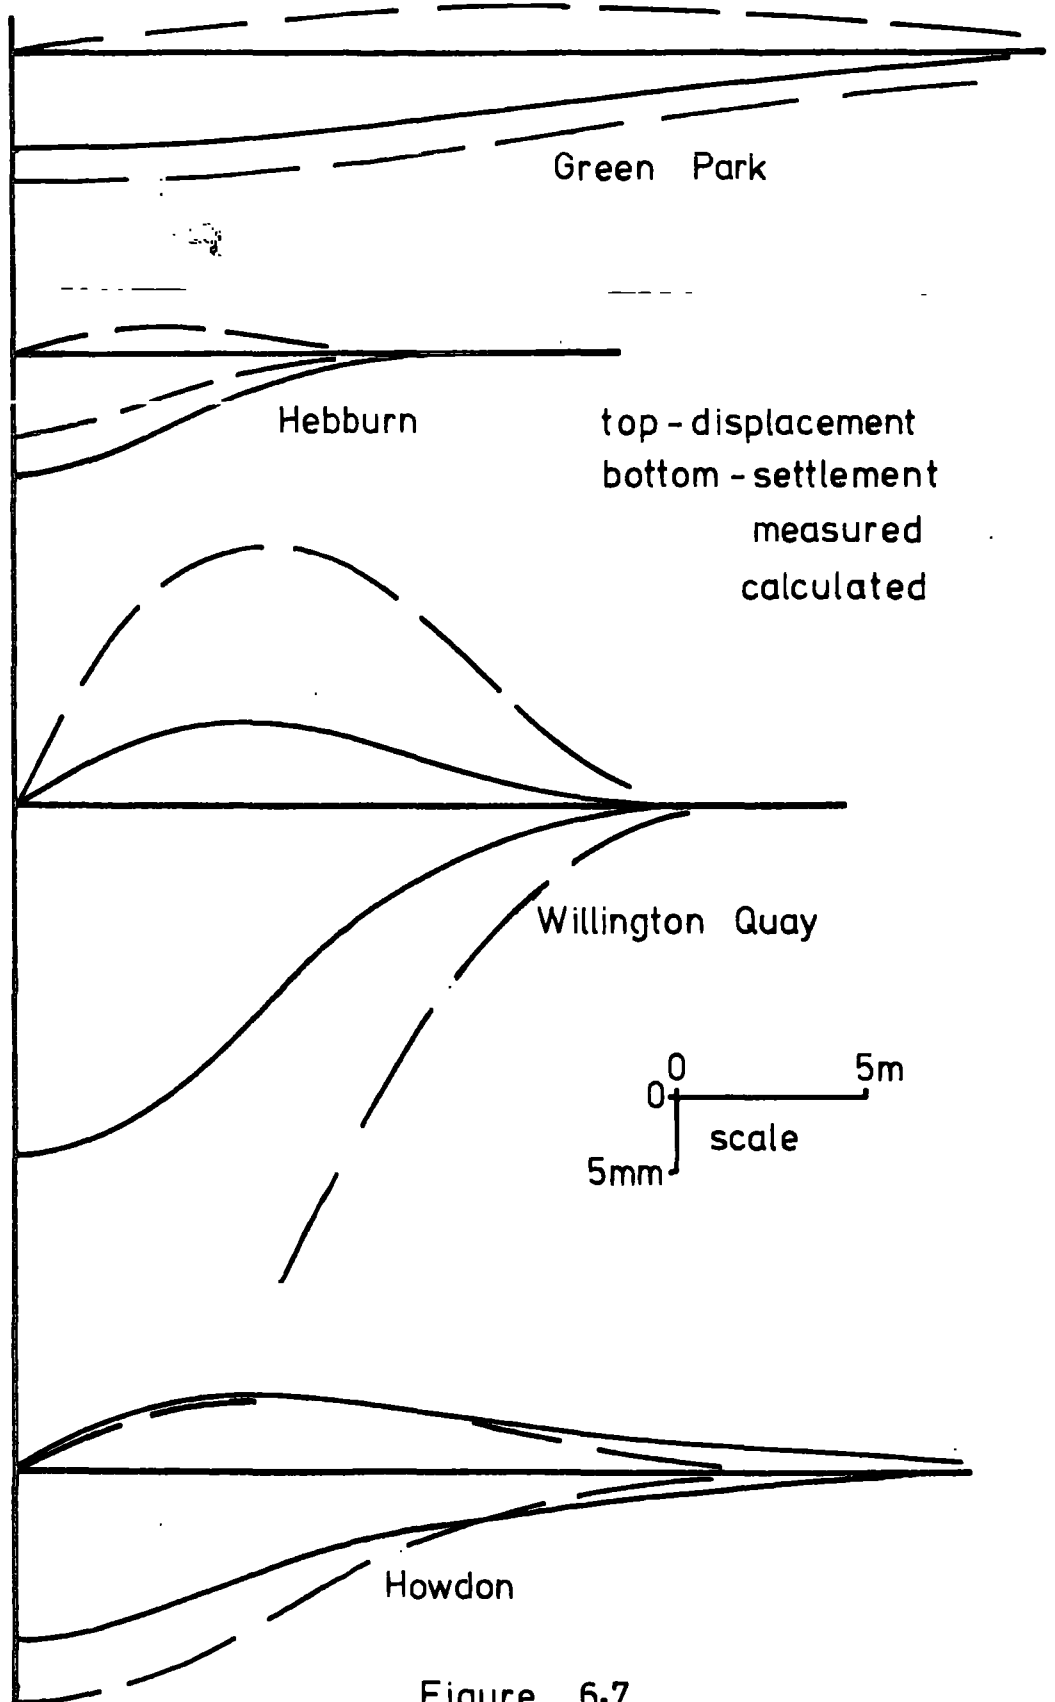 Green Park
Hebburn
top - displacement
bottom - settlement
measured
calculated
Willington Quay
0 5m
0
scale
5mm
Howdon
Figure 6.7